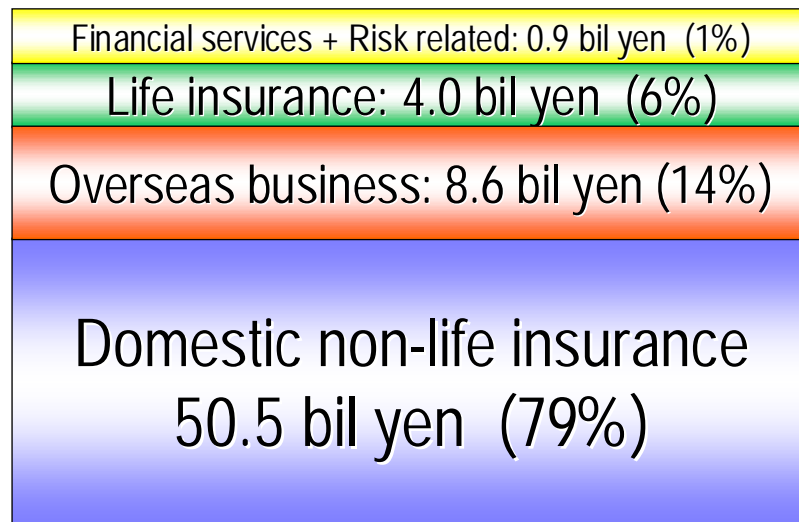 Financial services + Risk related: 0.9 bil yen (1%)
Life insurance: 4.0 bil yen (6%)
Overseas business: 8.6 bil yen (14%)
Domestic non-life insurance
50.5 bil yen (79%)